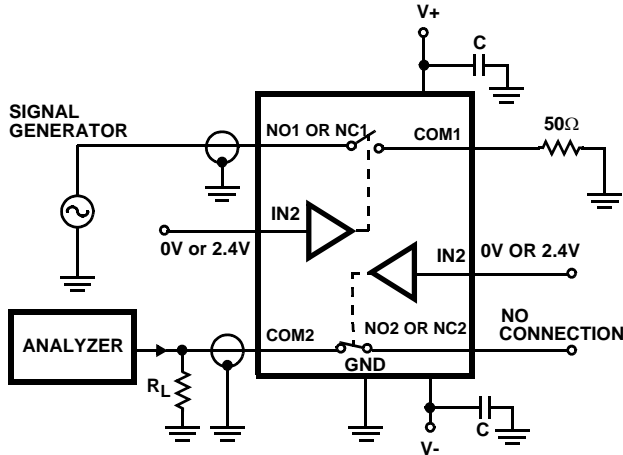 V+
C
SIGNAL
GENERATOR
NO1 OR NC1
COM1
50Ω
IN2
0V or 2.4V
IN2
0V OR 2.4V
ANALYZER
RL
COM2
NO2 OR NC2
NO
CONNECTION
GND
C
V-